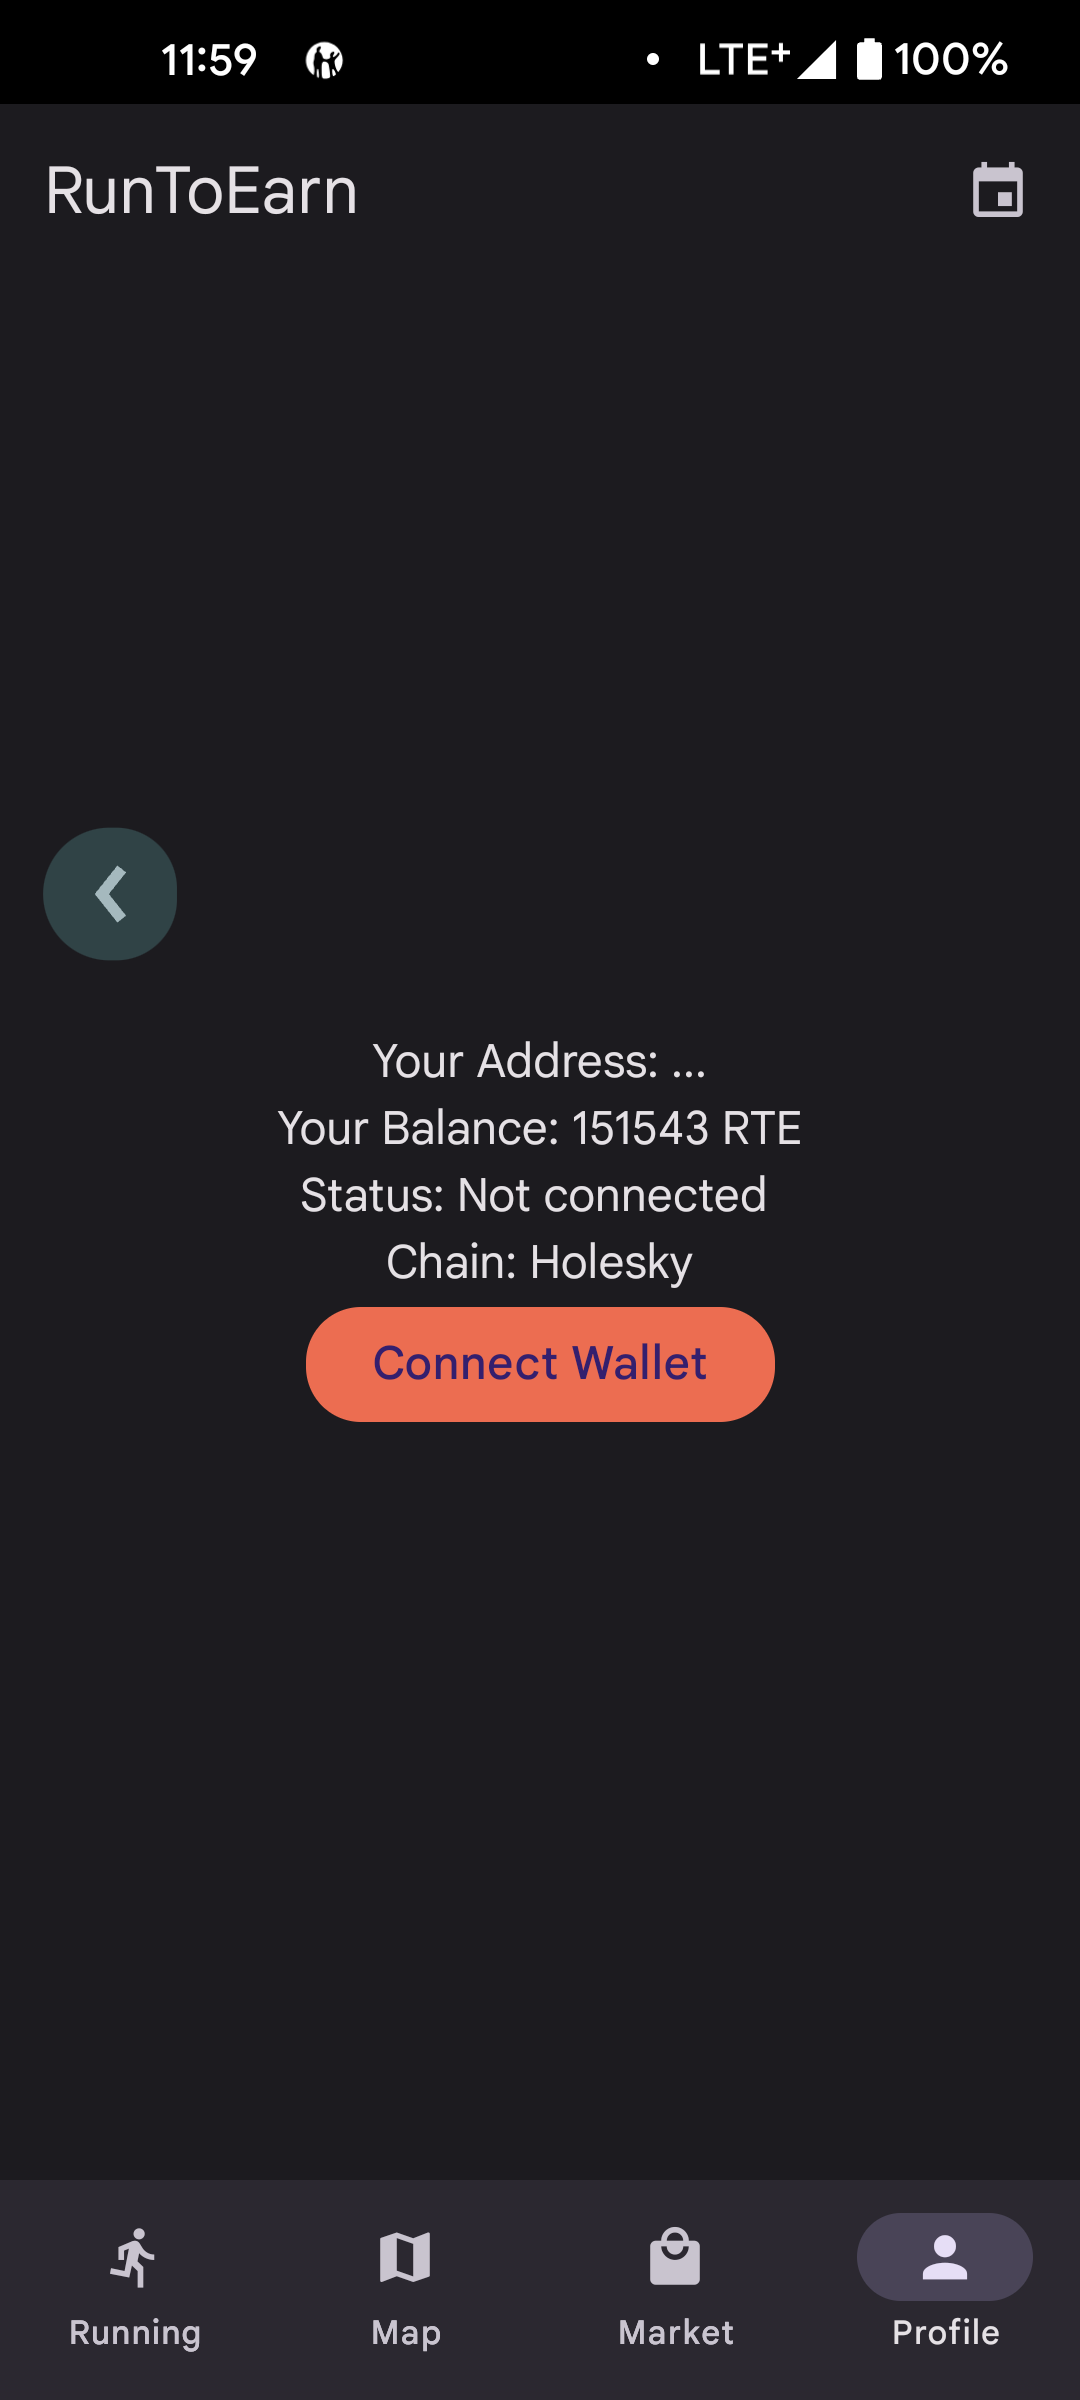 11:59
LTE+
100%
RunToEarn
Your Address: ...
Your Balance: 151543 RTE
Status: Not connected
Chain: Holesky
Connect Wallet
Running
Map
Market
Profile